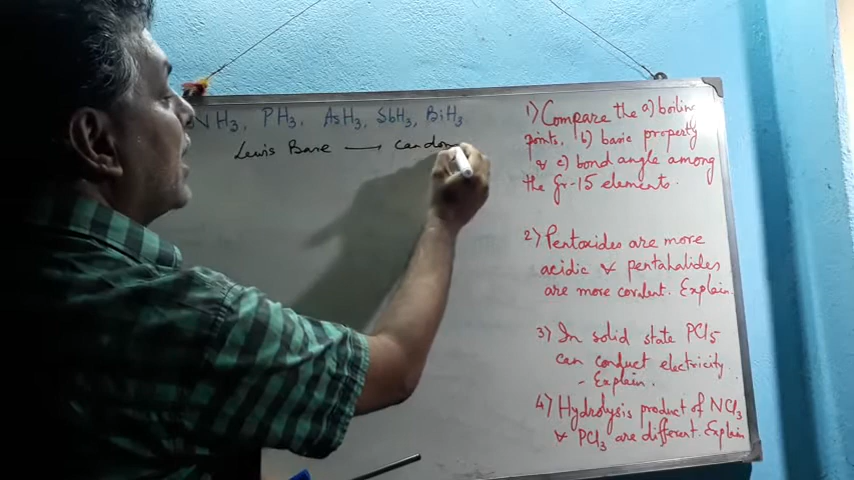 NH₃, PH₃, AsH₃, SbH₃, BiH₃
Lewis Base → can don
1) Compare the a) boiling
points, b) basic property
& c) bond angle among
the Gr-15 elements.
2) Pentoxides are more
acidic & pentahalides
are more covalent. Explain.
3) In solid state PCl₅
can conduct electricity.
- Explain
4) Hydrolysis product of NCl₃
& PCl₃ are different. Explain